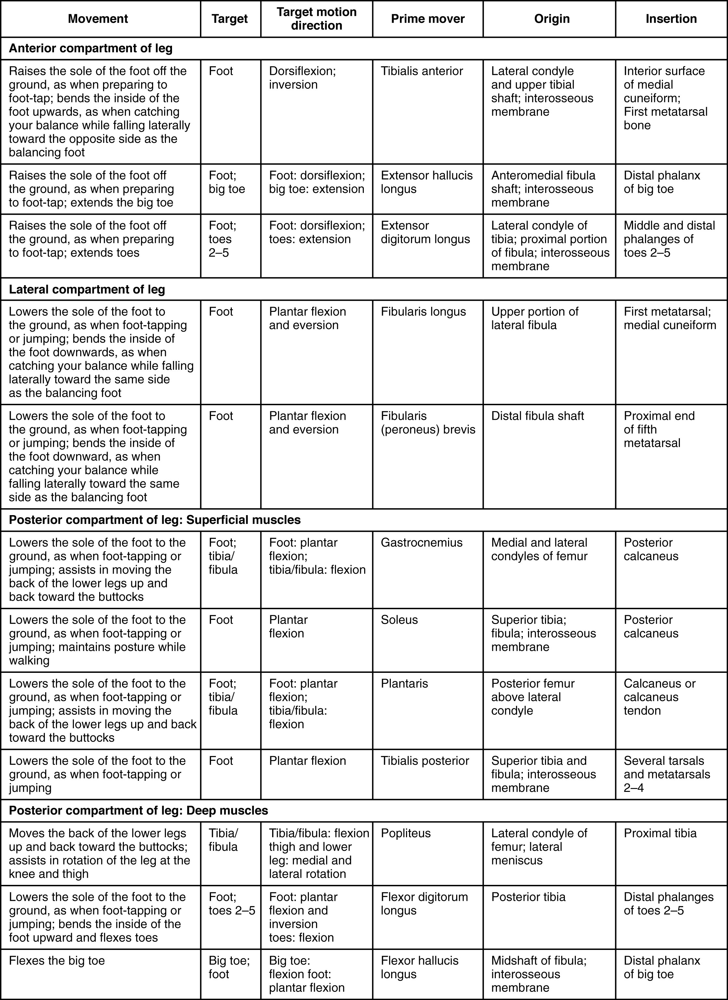 Movement
Target
Target motion
direction
Prime mover
Origin
Insertion
Anterior compartment of leg
Raises the sole of the foot off the
ground, as when preparing to
foot-tap; bends the inside of the
foot upwards, as when catching
your balance while falling laterally
toward the opposite side as the
balancing foot
Foot
Dorsiflexion;
inversion
Tibialis anterior
Lateral condyle
and upper tibial
shaft; interosseous
membrane
Interior surface
of medial
cuneiform;
First metatarsal
bone
Raises the sole of the foot off
the ground, as when preparing
to foot-tap; extends the big toe
Foot;
big toe
Foot: dorsiflexion;
big toe: extension
Extensor hallucis
longus
Anteromedial fibula
shaft; interosseous
membrane
Distal phalanx
of big toe
Raises the sole of the foot off
the ground, as when preparing
to foot-tap; extends toes
Foot;
toes
2–5
Foot: dorsiflexion;
toes: extension
Extensor
digitorum longus
Lateral condyle of
tibia; proximal portion
of fibula; interosseous
membrane
Middle and distal
phalanges of
toes 2–5
Lateral compartment of leg
Lowers the sole of the foot to
the ground, as when foot-tapping
or jumping; bends the inside of
the foot downwards, as when
catching your balance while falling
laterally toward the same side
as the balancing foot
Foot
Plantar flexion
and eversion
Fibularis longus
Upper portion of
lateral fibula
First metatarsal;
medial cuneiform
Lowers the sole of the foot to
the ground, as when foot-tapping
or jumping; bends the inside of
the foot downward, as when
catching your balance while
falling laterally toward the same
side as the balancing foot
Foot
Plantar flexion
and eversion
Fibularis
(peroneus) brevis
Distal fibula shaft
Proximal end
of fifth
metatarsal
Posterior compartment of leg: Superficial muscles
Lowers the sole of the foot to the
ground, as when foot-tapping or
jumping; assists in moving the
back of the lower legs up and
back toward the buttocks
Foot;
tibia/
fibula
Foot: plantar
flexion;
tibia/fibula: flexion
Gastrocnemius
Medial and lateral
condyles of femur
Posterior
calcaneus
Lowers the sole of the foot to the
ground, as when foot-tapping or
jumping; maintains posture while
walking
Foot
Plantar
flexion
Soleus
Superior tibia;
fibula; interosseous
membrane
Posterior
calcaneus
Lowers the sole of the foot to the
ground, as when foot-tapping or
jumping; assists in moving the
back of the lower legs up and back
toward the buttocks
Foot;
tibia/
fibula
Foot: plantar
flexion;
tibia/fibula:
flexion
Plantaris
Posterior femur
above lateral
condyle
Calcaneus or
calcaneus
tendon
Lowers the sole of the foot to the
ground, as when foot-tapping or
jumping
Foot
Plantar flexion
Tibialis posterior
Superior tibia and
fibula; interosseous
membrane
Several tarsals
and metatarsals
2–4
Posterior compartment of leg: Deep muscles
Moves the back of the lower legs
up and back toward the buttocks;
assists in rotation of the leg at the
knee and thigh
Tibia/
fibula
Tibia/fibula: flexion
thigh and lower
leg: medial and
lateral rotation
Popliteus
Lateral condyle of
femur; lateral
meniscus
Proximal tibia
Lowers the sole of the foot to the
ground, as when foot-tapping or
jumping; bends the inside of the
foot upward and flexes toes
Foot;
toes 2–5
Foot: plantar
flexion and
inversion
toes: flexion
Flexor digitorum
longus
Posterior tibia
Distal phalanges
of toes 2–5
Flexes the big toe
Big toe;
foot
Big toe:
flexion foot:
plantar flexion
Flexor hallucis
longus
Midshaft of fibula;
interosseous
membrane
Distal phalanx
of big toe